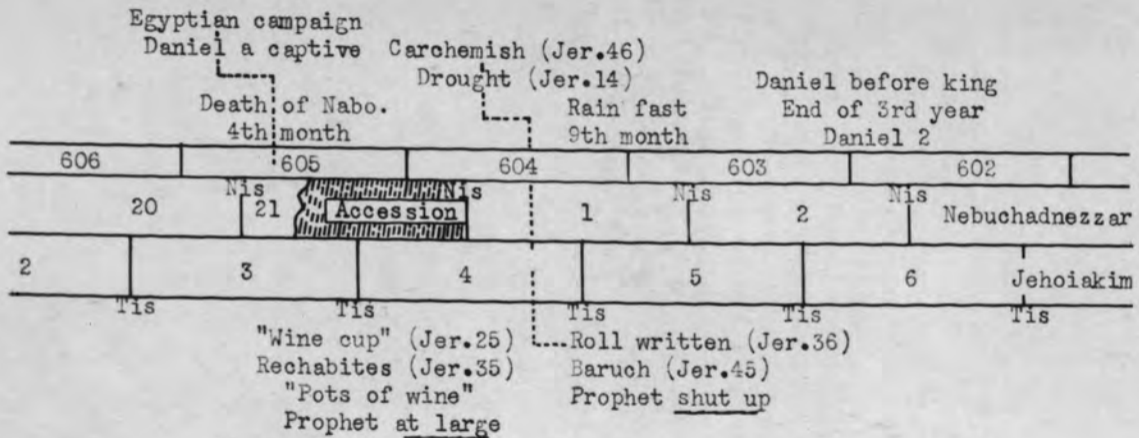 Egyptian campaign
Daniel a captive
Carchemish (Jer.46)
Drought (Jer.14)
Death of Nabo.
4th month
Rain fast
9th month
Daniel before king
End of 3rd year
Daniel 2
606 605 604 603 602
Nis Nis Nis Nis
20 21 Accession 1 2 Nebuchadnezzar
2 3 4 5 6 Jehoiakim
Tis Tis Tis Tis Tis
"Wine cup" (Jer.25)
Rechabites (Jer.35)
"Pots of wine"
Prophet at large
Roll written (Jer.36)
Baruch (Jer.45)
Prophet shut up